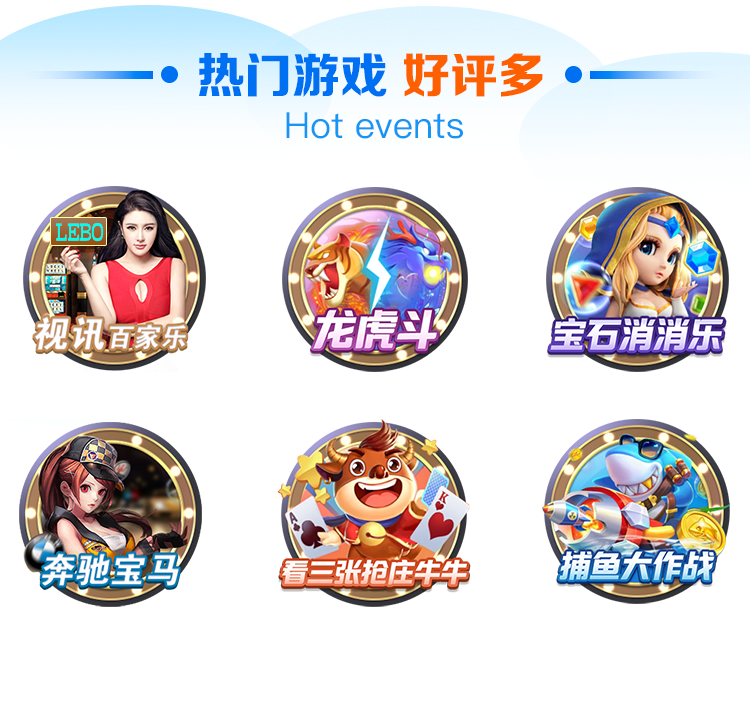 热门游戏 好评多
Hot events
LEBO
视讯百家乐
龙虎斗
宝石消消乐
奔驰宝马
A
K
看三张抢庄牛牛
捕鱼大作战